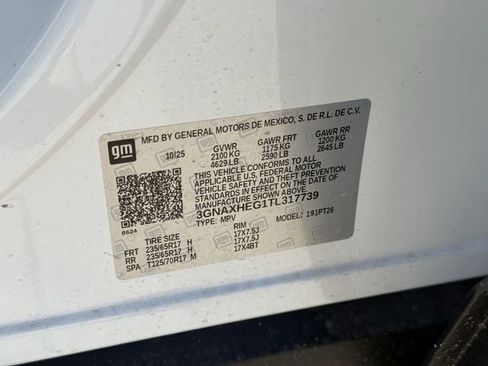 gm MFD BY GENERAL MOTORS DE MEXICO, S. DE R.L. DE C.V.
10/25 GVWR GAWR FRT GAWR RR
2100 KG 1175 KG 1200 KG
4629 LB 2590 LB 2645 LB
THIS VEHICLE CONFORMS TO ALL
APPLICABLE U.S. FEDERAL MOTOR
VEHICLE SAFETY AND THEFT
PREVENTION STANDARDS
IN EFFECT ON THE DATE OF
MANUFACTURE SHOWN ABOVE.
3GNAXHEG1TL317739
TYPE: MPV MODEL: 191PT26
8624
TIRE SIZE RIM
FRT 235/65R17 H 17X7.5J
RR 235/65R17 H 17X7.5J
SPA T125/70R17 M 17X4BT